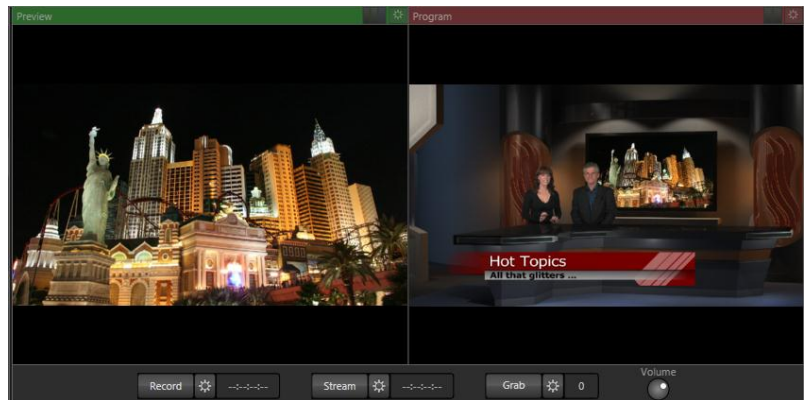 Preview
Program
Hot Topics
All that glitters ...
Record
--:--:--:--
Stream
--:--:--:--
Grab
0
Volume